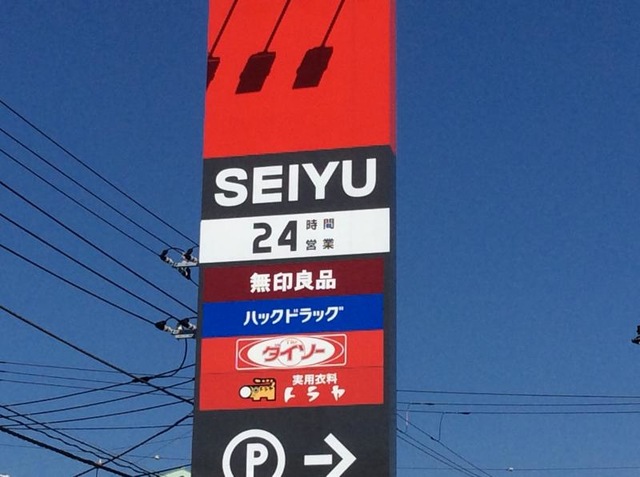 SEIYU
24 時間
営業
無印良品
ハックドラッグ
THE
ダイソー
実用衣料
トラヤ
P →